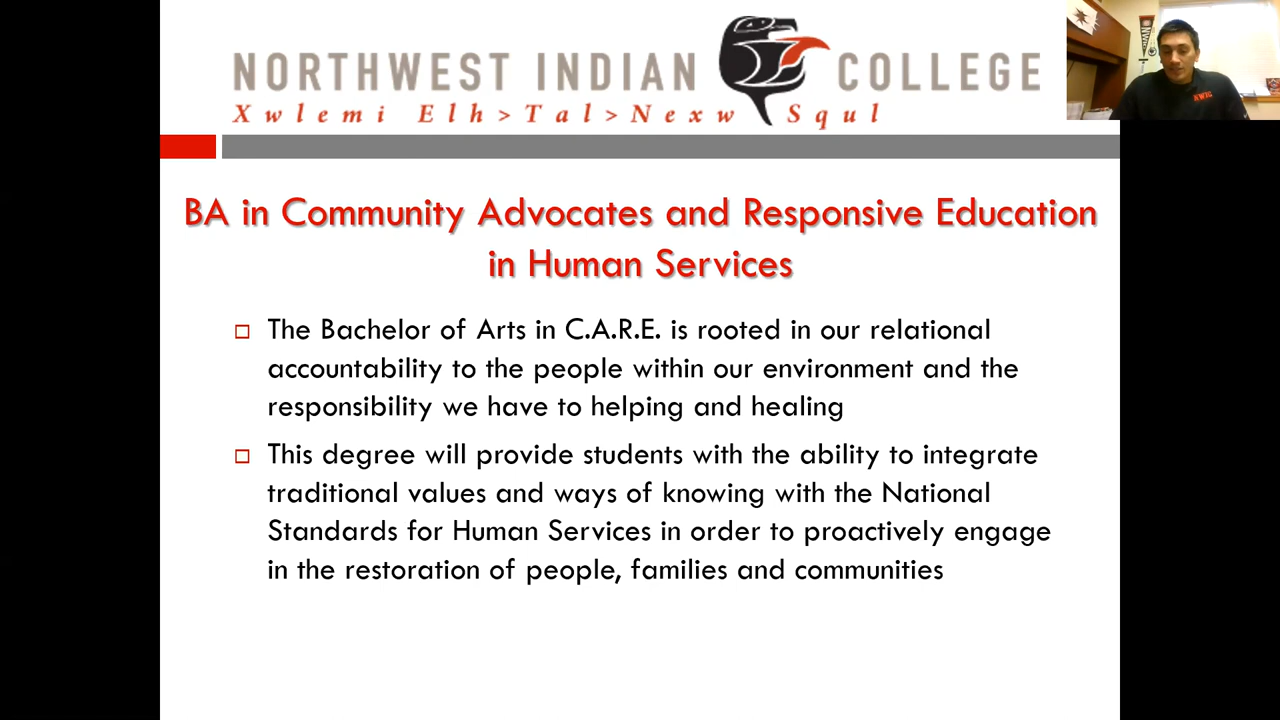 NORTHWEST INDIAN COLLEGE
Xwlemi Elh>Tal>Nexw Squl
NWIC
BA in Community Advocates and Responsive Education
in Human Services
The Bachelor of Arts in C.A.R.E. is rooted in our relational
accountability to the people within our environment and the
responsibility we have to helping and healing
This degree will provide students with the ability to integrate
traditional values and ways of knowing with the National
Standards for Human Services in order to proactively engage
in the restoration of people, families and communities